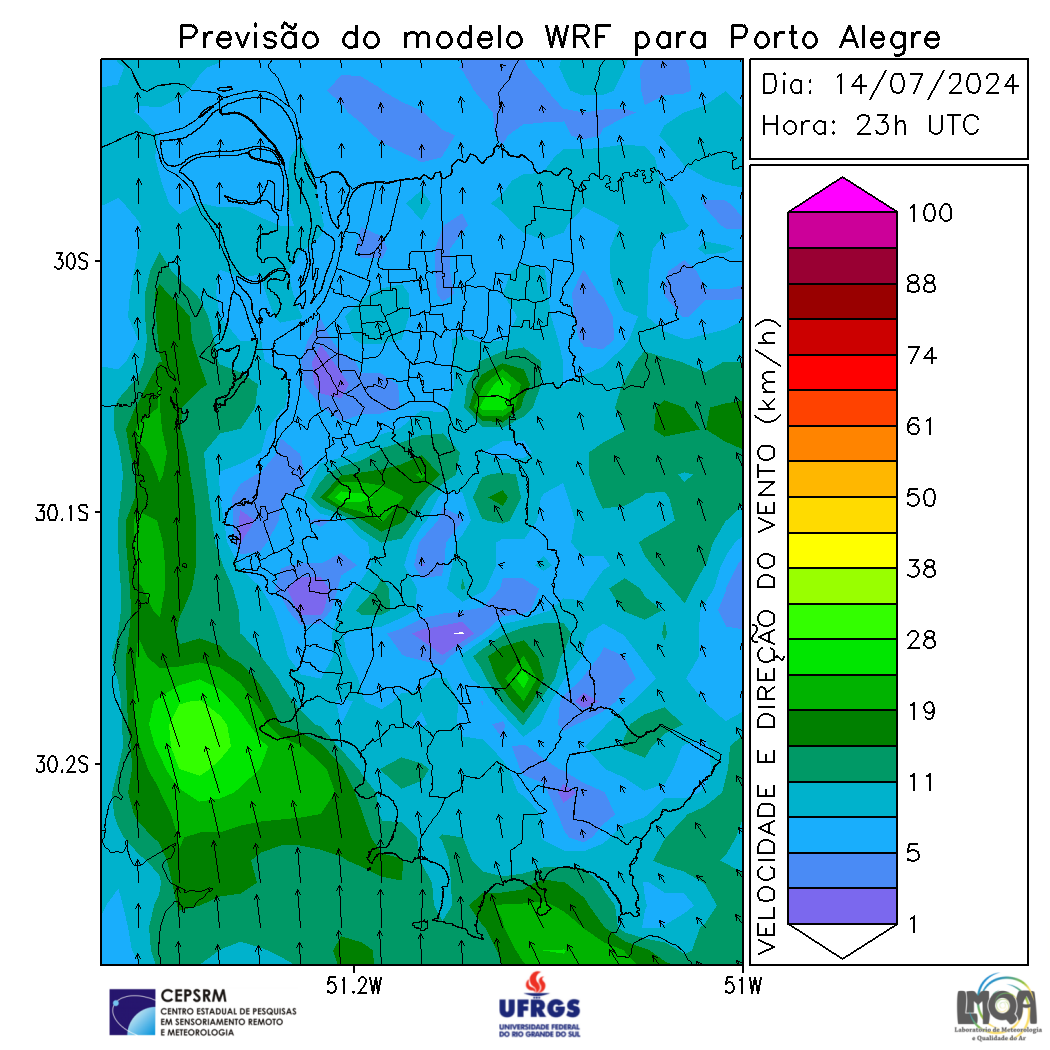 Previsão do modelo WRF para Porto Alegre
Dia: 14/07/2024
Hora: 23h UTC
100
88
74
61
50
38
28
19
11
5
1
VELOCIDADE E DIREÇÃO DO VENTO (km/h)
30S
30.1S
30.2S
51.2W
51W
CEPSRM
CENTRO ESTADUAL DE PESQUISAS
EM SENSORIAMENTO REMOTO
E METEOROLOGIA
UFRGS
UNIVERSIDADE FEDERAL
DO RIO GRANDE DO SUL
LMQA
Laboratório de Meteorologia
e Qualidade do Ar